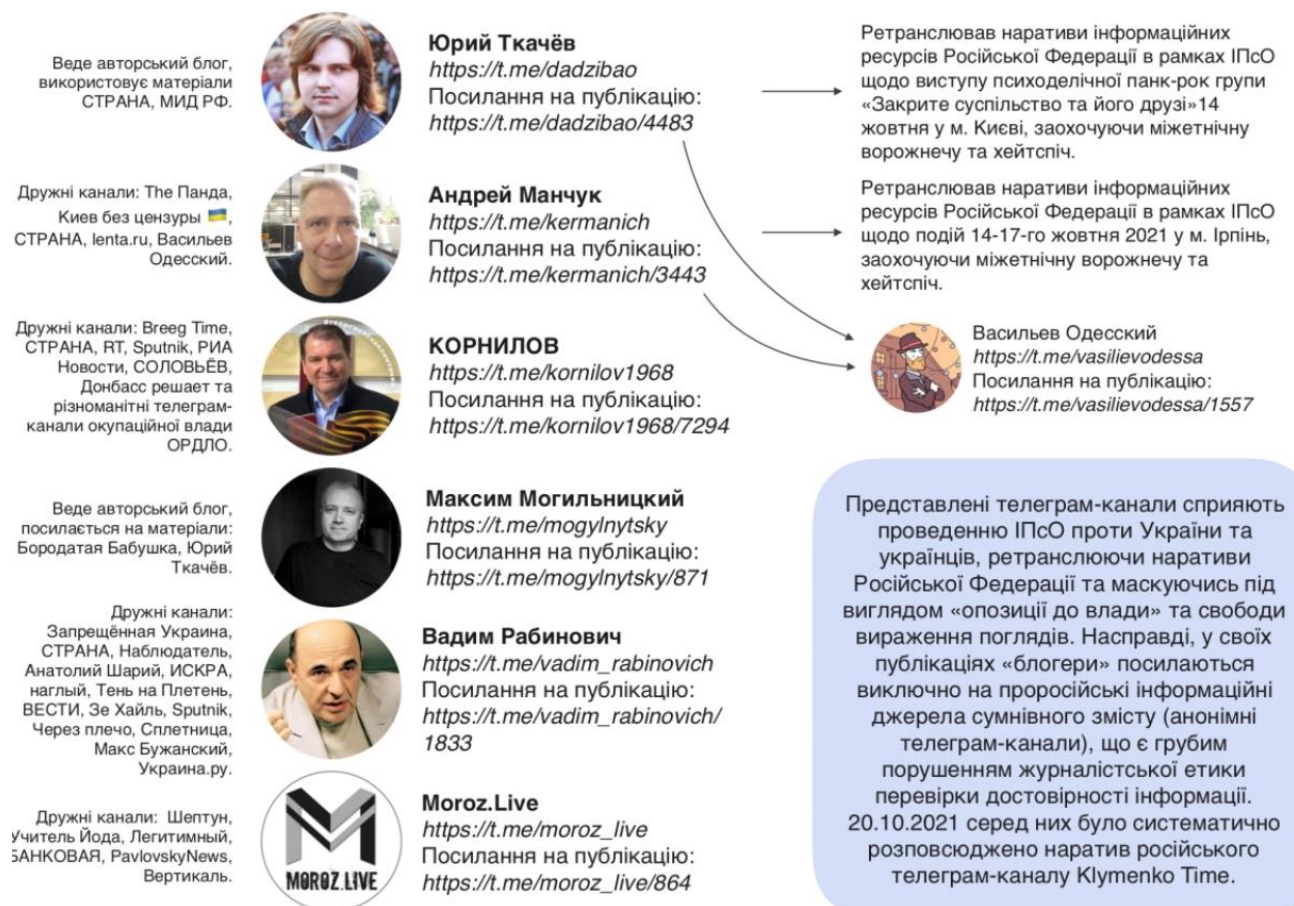 Веде авторський блог,
використовує матеріали
СТРАНА, МИД РФ.
Юрий Ткачёв
https://t.me/dadzibao
Посилання на публікацію:
https://t.me/dadzibao/4483
Ретранслював наративи інформаційних
ресурсів Російської Федерації в рамках ІПсО
щодо виступу психоделічної панк-рок групи
«Закрите суспільство та його друзі»14
жовтня у м. Києві, заохочуючи міжетнічну
ворожнечу та хейтспіч.
Дружні канали: The Панда,
Киев без цензуры 🇺🇦,
СТРАНА, lenta.ru, Васильев
Одесский.
Андрей Манчук
https://t.me/kermanich
Посилання на публікацію:
https://t.me/kermanich/3443
Ретранслював наративи інформаційних
ресурсів Російської Федерації в рамках ІПсО
щодо подій 14-17-го жовтня 2021 у м. Ірпінь,
заохочуючи міжетнічну ворожнечу та
хейтспіч.
Васильев Одесский
https://t.me/vasilievodessa
Посилання на публікацію:
https://t.me/vasilievodessa/1557
Дружні канали: Breeg Time,
СТРАНА, RT, Sputnik, РИА
Новости, СОЛОВЬЁВ,
Донбасс решает та
різноманітні телеграм-
канали окупаційної влади
ОРДЛО.
КОРНИЛОВ
https://t.me/kornilov1968
Посилання на публікацію:
https://t.me/kornilov1968/7294
Веде авторський блог,
посилається на матеріали:
Бородатая Бабушка, Юрий
Ткачёв.
Максим Могильницкий
https://t.me/mogylnytsky
Посилання на публікацію:
https://t.me/mogylnytsky/871
Дружні канали:
Запрещённая Украина,
СТРАНА, Наблюдатель,
Анатолий Шарий, ИСКРА,
наглый, Тень на Плетень,
ВЕСТИ, Зе Хайль, Sputnik,
Через плечо, Сплетница,
Макс Бужанский,
Украина.ру.
Вадим Рабинович
https://t.me/vadim_rabinovich
Посилання на публікацію:
https://t.me/vadim_rabinovich/
1833
Дружні канали: Шептун,
Учитель Йода, Легитимный,
БАНКОВАЯ, PavlovskyNews,
Вертикаль.
MOROZ.LIVE
Moroz.Live
https://t.me/moroz_live
Посилання на публікацію:
https://t.me/moroz_live/864
Представлені телеграм-канали сприяють
проведенню ІПсО проти України та
українців, ретранслюючи наративи
Російської Федерації та маскуючись під
виглядом «опозиції до влади» та свободи
вираження поглядів. Насправді, у своїх
публікаціях «блогери» посилаються
виключно на проросійські інформаційні
джерела сумнівного змісту (анонімні
телеграм-канали), що є грубим
порушенням журналістської етики
перевірки достовірності інформації.
20.10.2021 серед них було систематично
розповсюджено наратив російського
телеграм-каналу Klymenko Time.